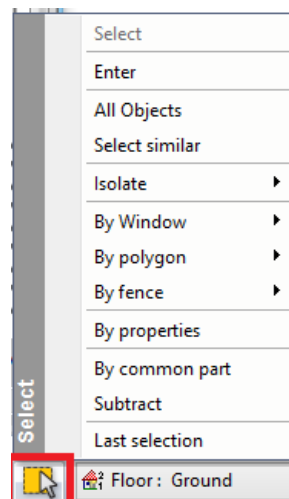 Select
Enter
All Objects
Select similar
Isolate
By Window
By polygon
By fence
By properties
By common part
Subtract
Last selection
Select
Floor : Ground